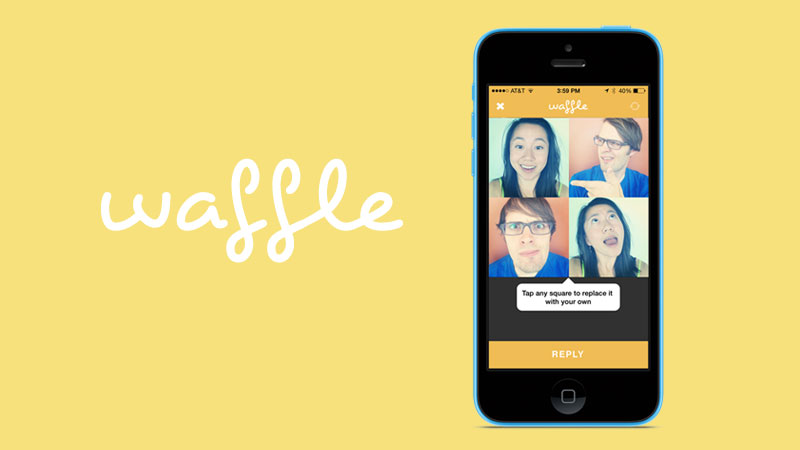 waffle
AT&T 3:59 PM 40%
waffle
Tap any square to replace it
with your own
REPLY